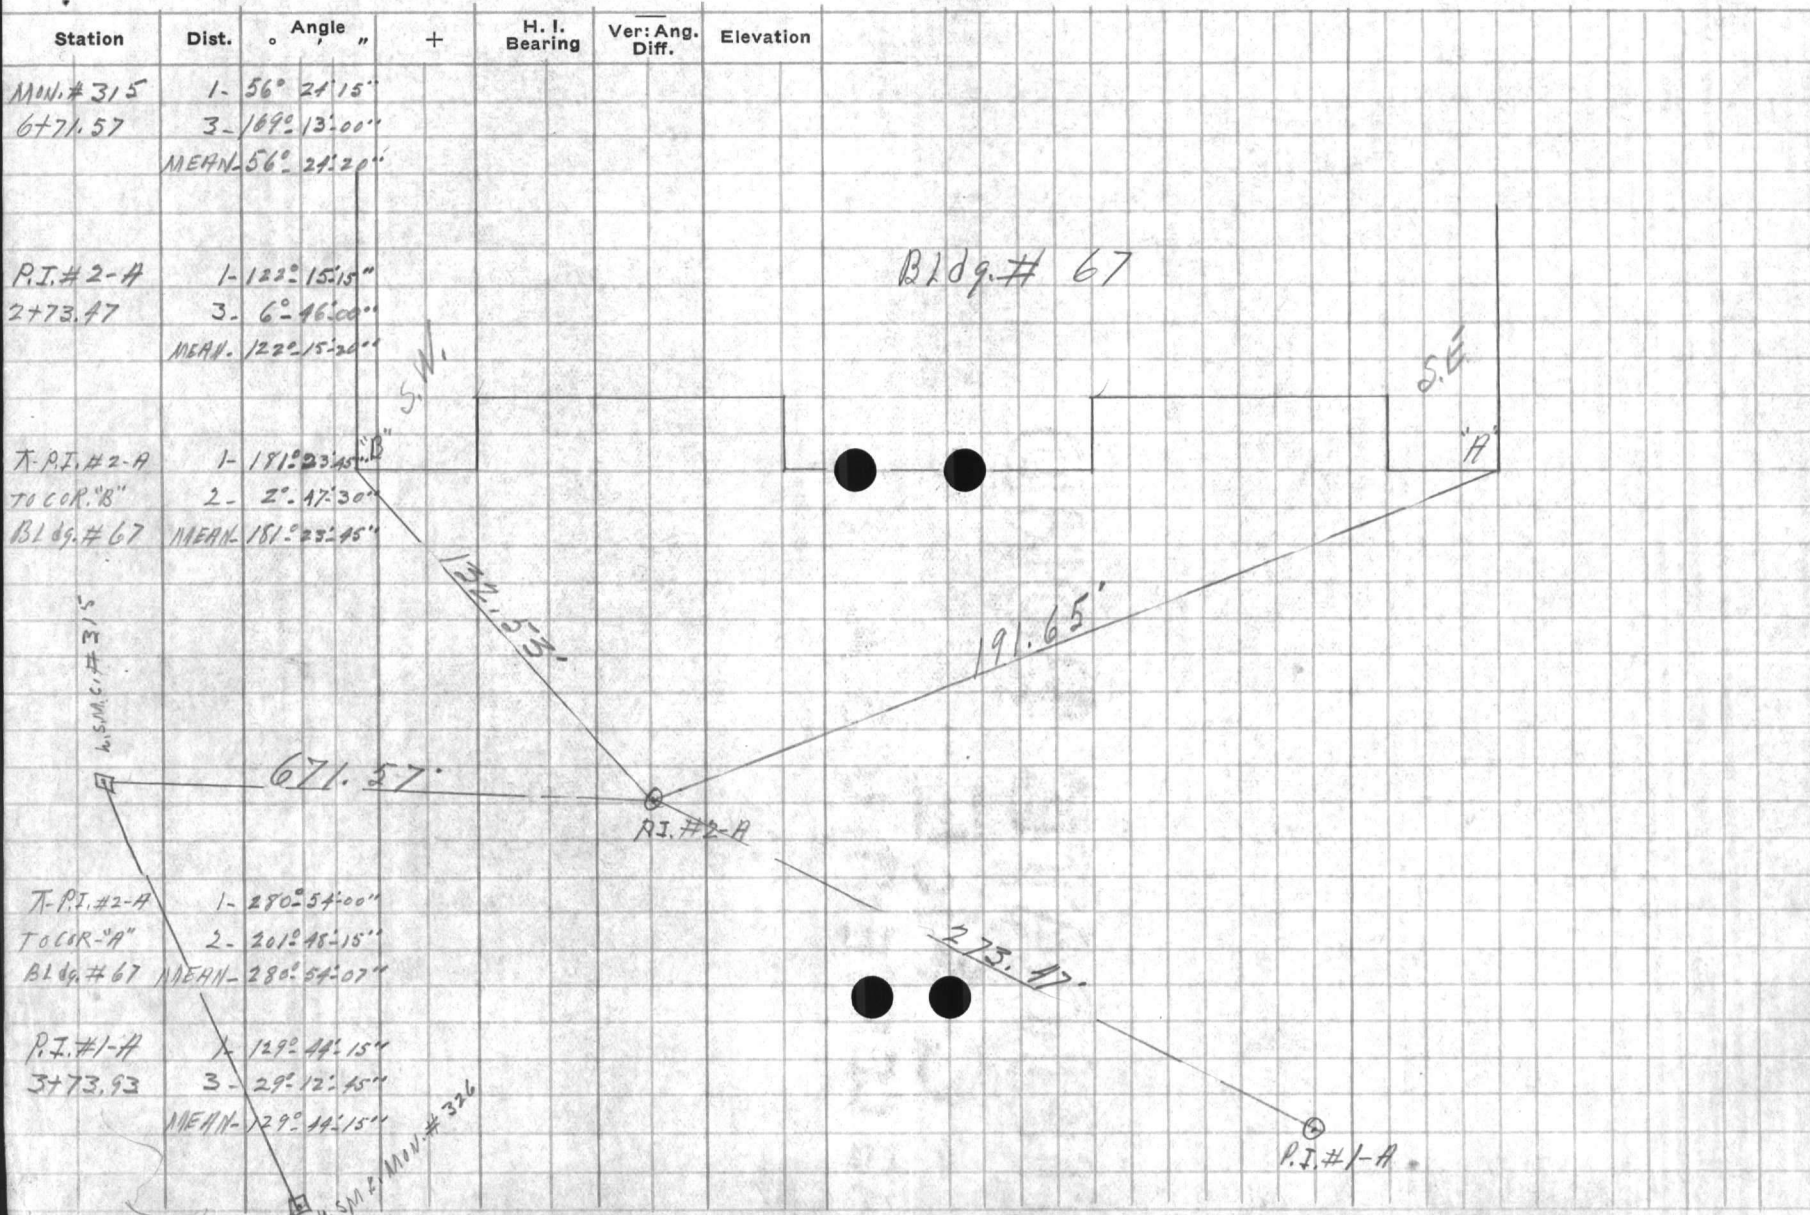 Station Dist. Angle ° ' " + H. I. Bearing Ver: Ang. Diff. Elevation
MON. # 315 1- 56° 24' 15"
6+71.57 3- 169° 13' 00"
MEAN- 56° 24' 20"
Bldg. # 67
P.I. # 2-A 1- 122° 15' 15"
2+73.47 3- 6° 46' 00"
MEAN. 122° 15' 20"
S.W.
S.E.
"B"
"A"
⊼-P.I. #2-A 1- 181° 23' 45"
TO COR. "B" 2- 2° 47' 30"
Bldg. # 67 MEAN- 181° 23' 45"
132.53'
191.65'
L.S.M.C. # 315
671.57'
P.I. #2-A
⊼-P.I. #2-A 1- 280° 54' 00"
TO COR-"A" 2- 201° 48' 15"
Bldg. # 67 MEAN- 280° 54' 07"
273.47'
P.I. #1-A 1- 129° 44' 15"
3+73.93 3- 29° 12' 45"
MEAN- 129° 44' 15"
MON. # 326
P.I. #1-A